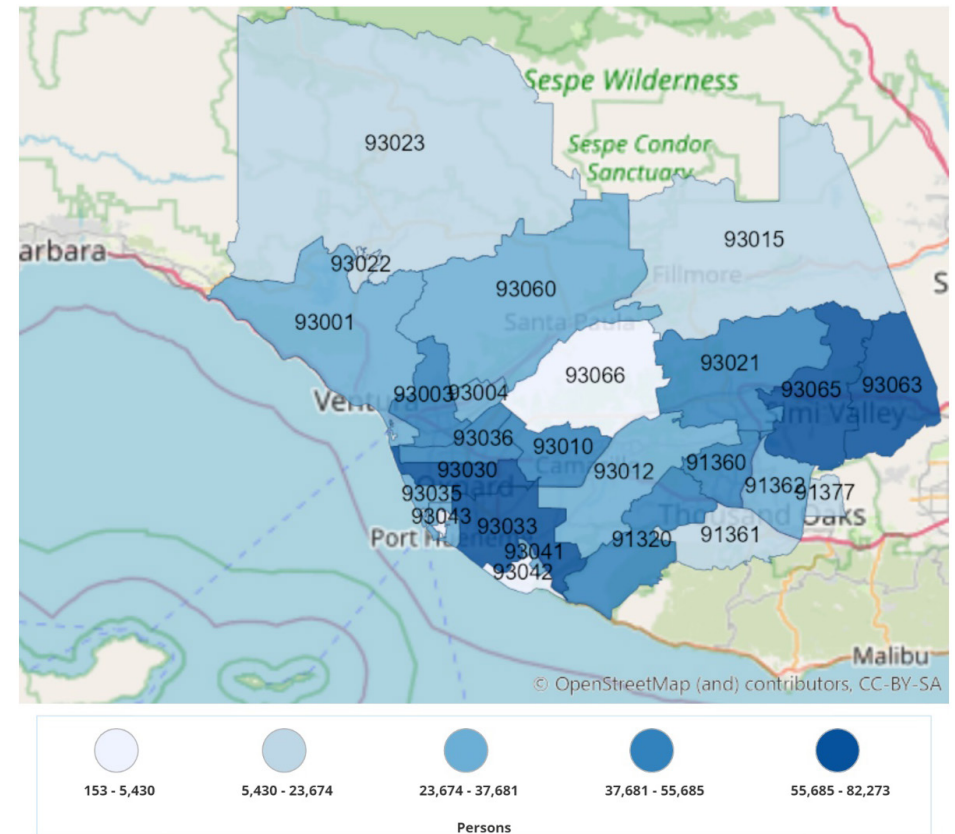 Sespe Wilderness
93023
Sespe Condor
Sanctuary
93015
arbara
93022
Fillmore
S
93060
93001
Santa Paula
93021
93066
93065
93063
93003
93004
Ventura
Simi Valley
93036
93010
Camarillo
93012
91360
93030
93035
91362
91377
93043
93033
Thousand Oaks
91361
Port Hueneme
93041
91320
93042
Malibu
© OpenStreetMap (and) contributors, CC-BY-SA
153 - 5,430
5,430 - 23,674
23,674 - 37,681
37,681 - 55,685
55,685 - 82,273
Persons